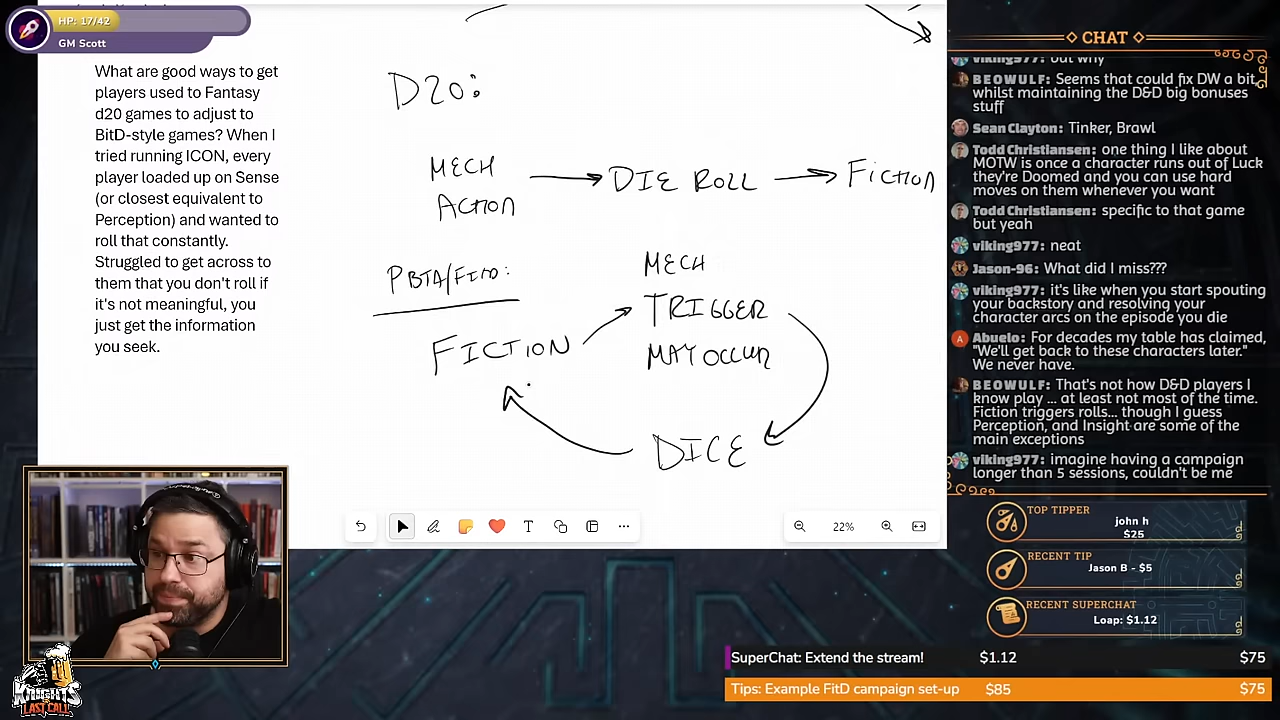 HP: 17/42
GM Scott
What are good ways to get
players used to Fantasy
d20 games to adjust to
BitD-style games? When I
tried running ICON, every
player loaded up on Sense
(or closest equivalent to
Perception) and wanted to
roll that constantly.
Struggled to get across to
them that you don't roll if
it's not meaningful, you
just get the information
you seek.
D20:
MECH
ACTION
DIE ROLL
FICTION
PBTA/FITD:
FICTION
MECH
TRIGGER
MAY OCCUR
DICE
T
22%
CHAT
viking977: but why
BEOWULF: Seems that could fix DW a bit
whilst maintaining the D&D big bonuses
stuff
Sean Clayton: Tinker, Brawl
Todd Christiansen: one thing I like about
MOTW is once a character runs out of Luck
they're Doomed and you can use hard
moves on them whenever you want
Todd Christiansen: specific to that game
but yeah
viking977: neat
Jason-96: What did I miss???
viking977: it's like when you start spouting
your backstory and resolving your
character arcs on the episode you die
A
Abuelo: For decades my table has claimed,
"We'll get back to these characters later."
We never have.
BEOWULF: That's not how D&D players I
know play ... at least not most of the time.
Fiction triggers rolls... though I guess
Perception, and Insight are some of the
main exceptions
viking977: imagine having a campaign
longer than 5 sessions, couldn't be me
TOP TIPPER
john h
$25
RECENT TIP
Jason B - $5
RECENT SUPERCHAT
Loap: $1.12
SuperChat: Extend the stream! $1.12 $75
Tips: Example FitD campaign set-up $85 $75
KNIGHTS
LAST CALL